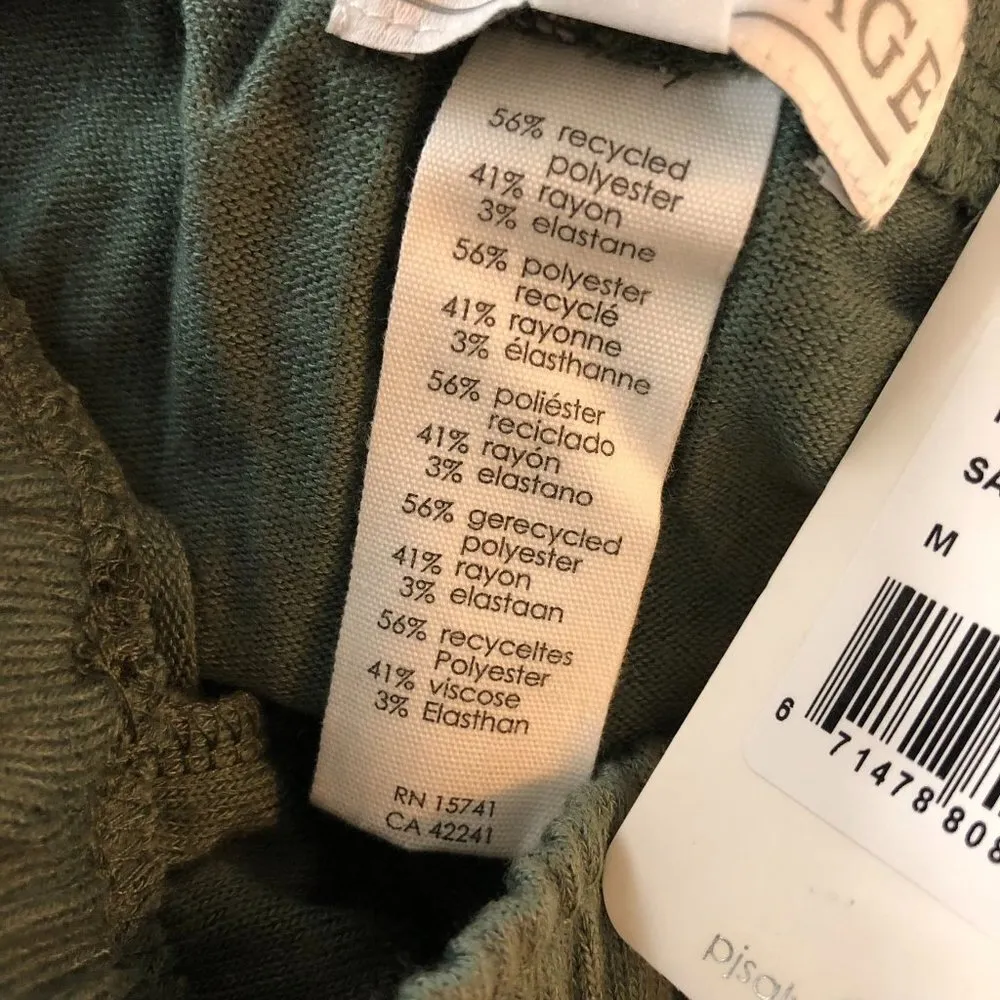 56% recycled
polyester
41% rayon
3% elastane
56% polyester
recyclé
41% rayonne
3% élasthanne
56% poliéster
reciclado
41% rayón
3% elastano
56% gerecycled
polyester
41% rayon
3% elastaan
56% recyceltes
Polyester
41% viscose
3% Elasthan
RN 15741
CA 42241
M
6 71478 808